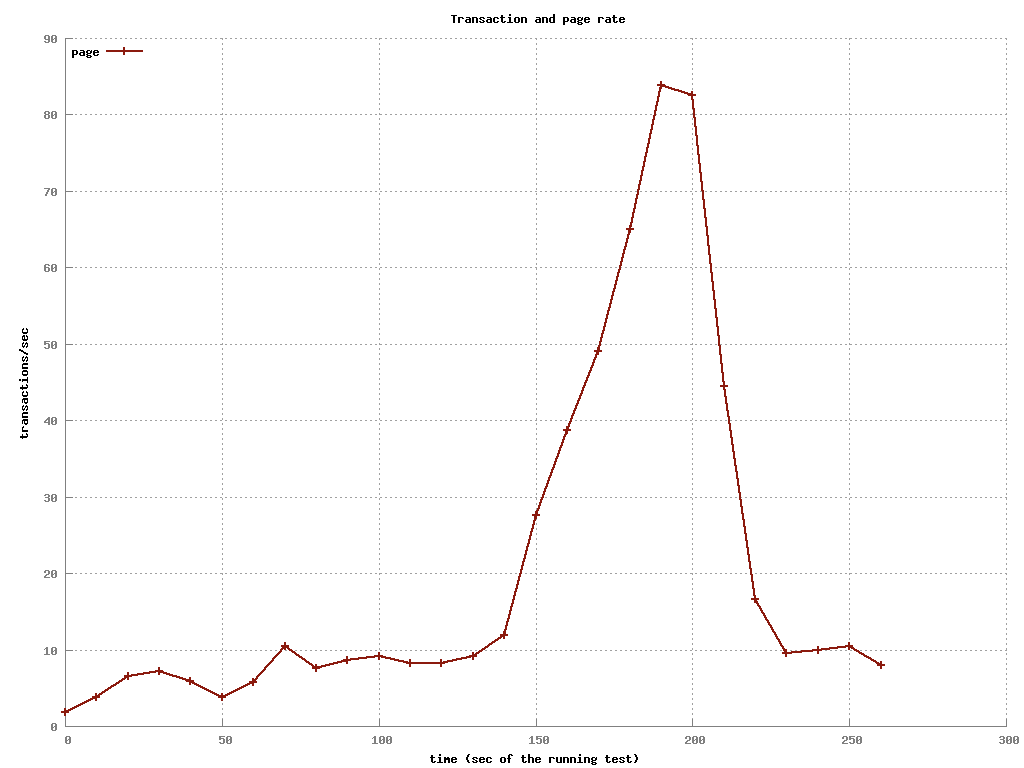 Transaction and page rate
page
90
80
70
60
50
40
30
20
10
0
transactions/sec
0 50 100 150 200 250 300
time (sec of the running test)